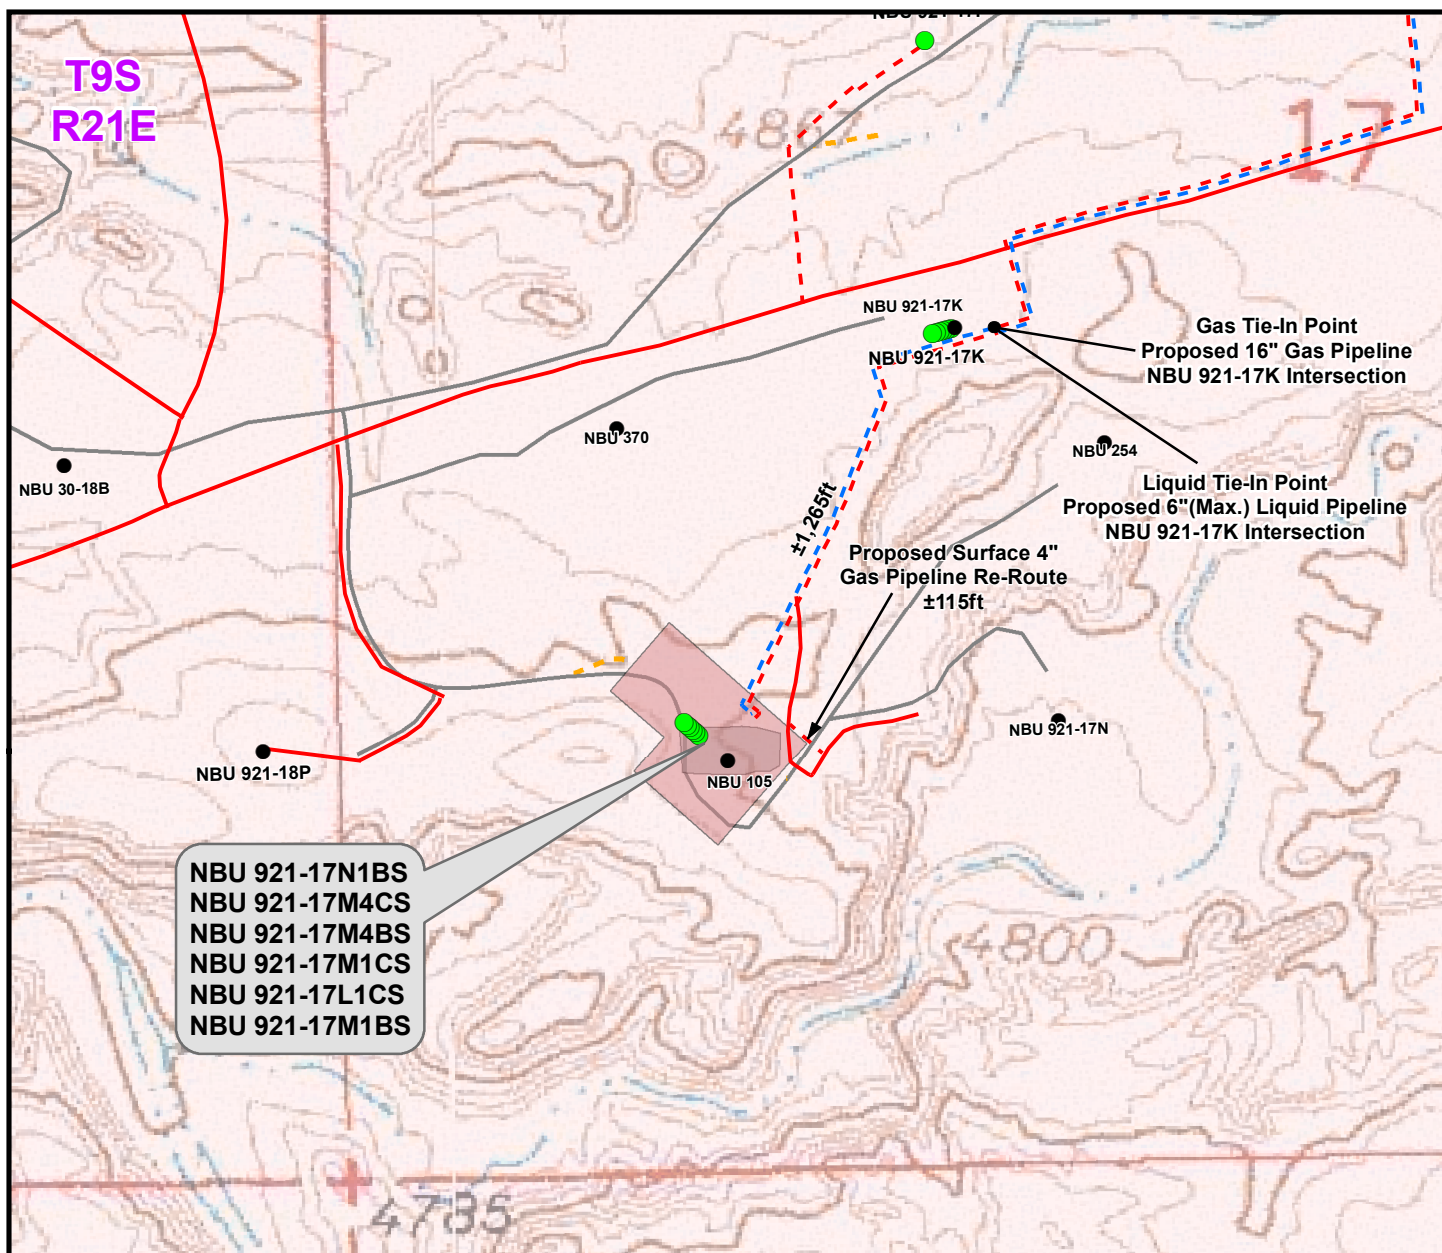 T9S
R21E
4861
17
NBU 921-17K
NBU 921-17K
Gas Tie-In Point
Proposed 16" Gas Pipeline
NBU 921-17K Intersection
NBU 370
NBU 254
NBU 30-18B
Liquid Tie-In Point
Proposed 6"(Max.) Liquid Pipeline
NBU 921-17K Intersection
±1,265ft
Proposed Surface 4"
Gas Pipeline Re-Route
±115ft
NBU 921-17N
NBU 921-18P
NBU 105
NBU 921-17N1BS
NBU 921-17M4CS
NBU 921-17M4BS
NBU 921-17M1CS
NBU 921-17L1CS
NBU 921-17M1BS
4800
4785